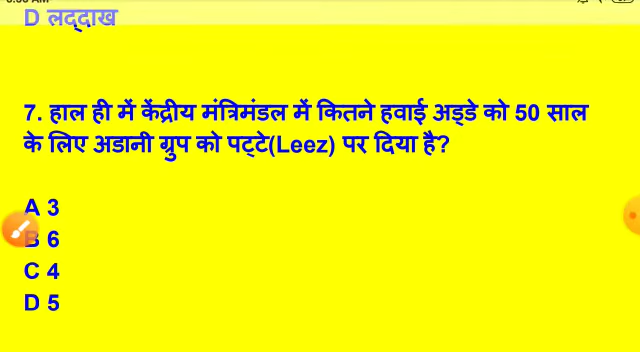 D लद्दाख
7. हाल ही में केंद्रीय मंत्रिमंडल में कितने हवाई अड्डे को 50 साल
के लिए अडानी ग्रुप को पट्टे(Leez) पर दिया है?
A 3
B 6
C 4
D 5